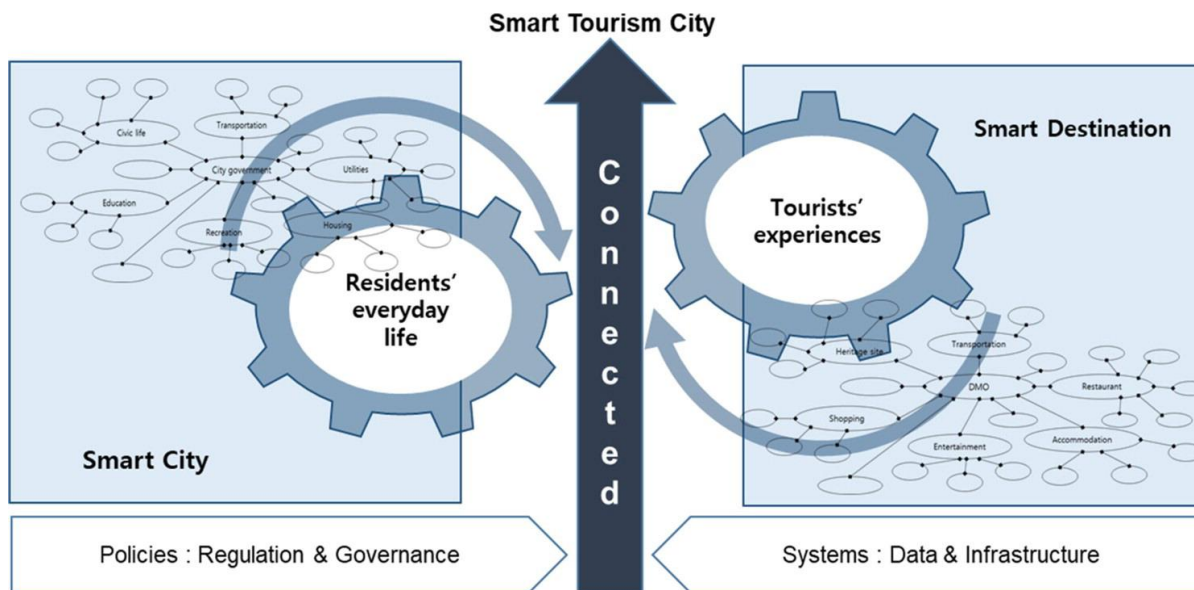 Smart Tourism City
Civic life
Transportation
City government
Utilities
Education
Recreation
Housing
Residents’
everyday
life
Smart City
Connected
Smart Destination
Tourists’
experiences
Heritage site
Transportation
DMO
Restaurant
Shopping
Entertainment
Accommodation
Policies : Regulation & Governance
Systems : Data & Infrastructure